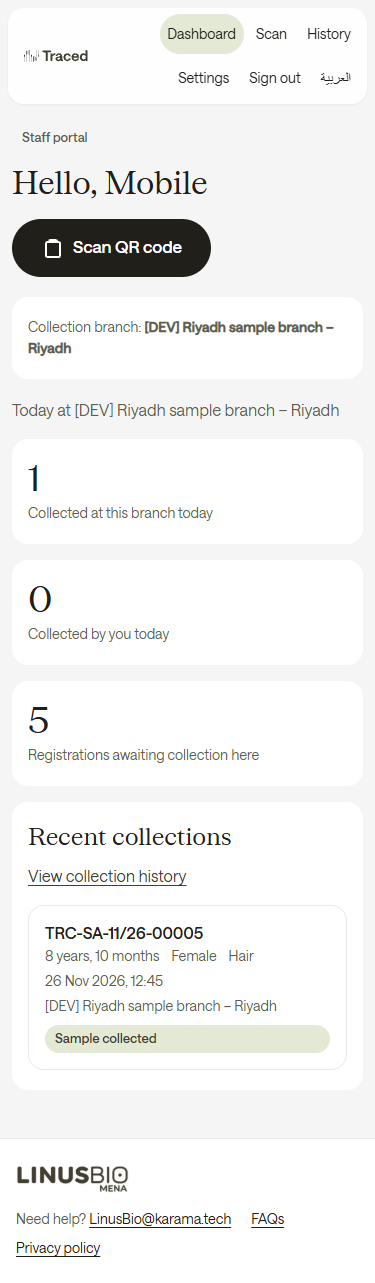 Traced
Dashboard Scan History
Settings Sign out العربية
Staff portal
Hello, Mobile
Scan QR code
Collection branch: [DEV] Riyadh sample branch –
Riyadh
Today at [DEV] Riyadh sample branch – Riyadh
1
Collected at this branch today
0
Collected by you today
5
Registrations awaiting collection here
Recent collections
View collection history
TRC-SA-11/26-00005
8 years, 10 months Female Hair
26 Nov 2026, 12:45
[DEV] Riyadh sample branch – Riyadh
Sample collected
LINUSBIO
MENA
Need help? LinusBio@karama.tech FAQs
Privacy policy